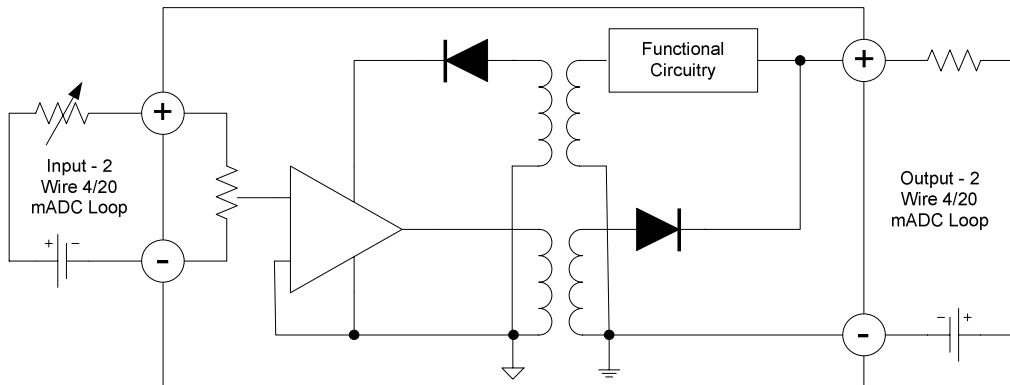 Functional
Circuitry
+
+
Input - 2
Wire 4/20
mADC Loop
Output - 2
Wire 4/20
mADC Loop
+ −
−
− +
−